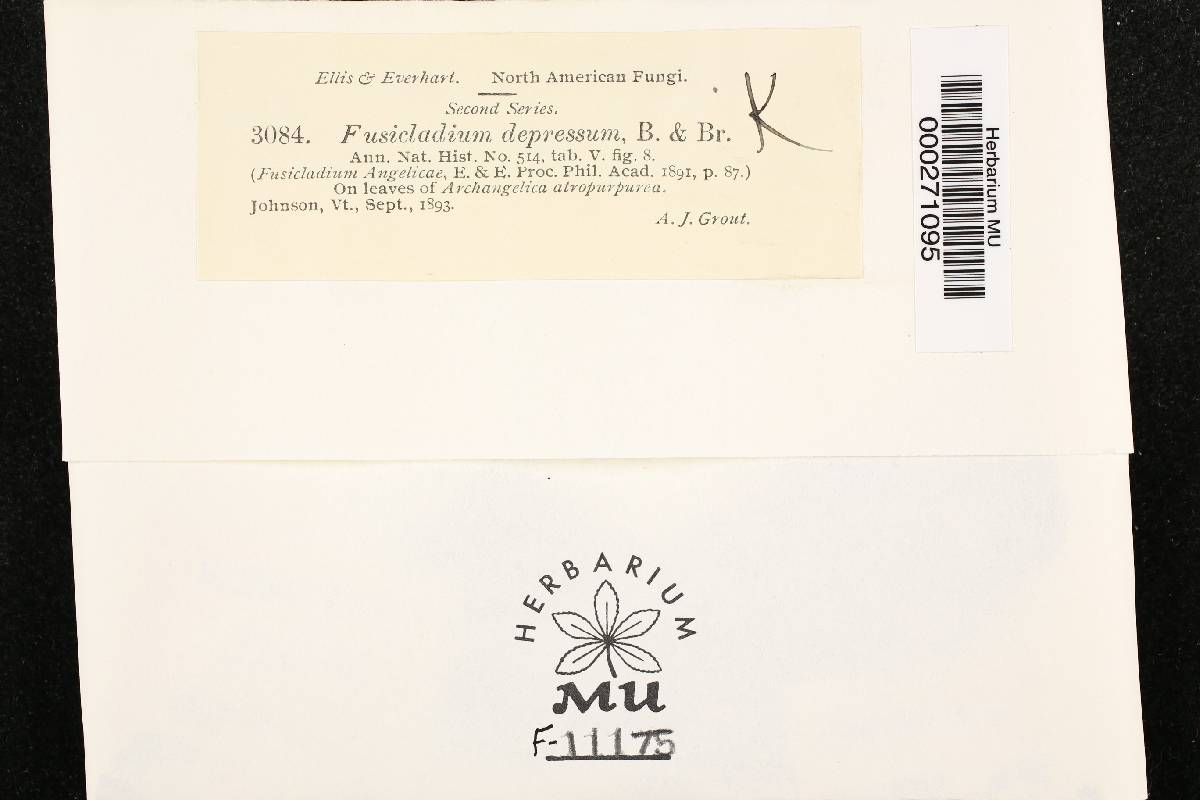 Ellis & Everhart. North American Fungi.
Second Series.
3084. Fusicladium depressum, B. & Br.
K
Ann. Nat. Hist. No. 514, tab. V. fig. 8.
(Fusicladium Angelicae, E. & E. Proc. Phil. Acad. 1891, p. 87.)
On leaves of Archangelica atropurpurea.
Johnson, Vt., Sept., 1893.
A. J. Grout.
Herbarium MU
000271095
HERBARIUM
MU
F-11175